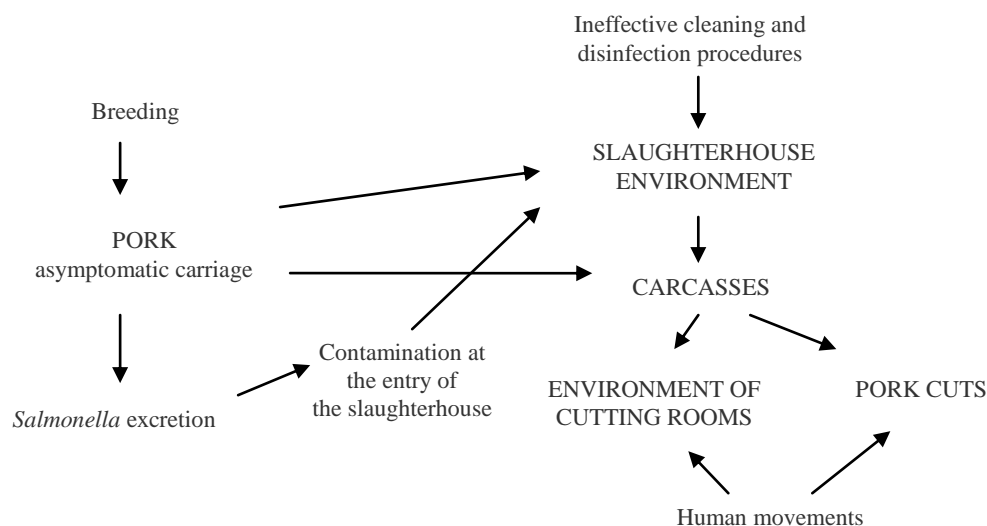 Ineffective cleaning and
disinfection procedures
Breeding
SLAUGHTERHOUSE
ENVIRONMENT
PORK
asymptomatic carriage
CARCASSES
Contamination at
the entry of
the slaughterhouse
Salmonella excretion
ENVIRONMENT OF
CUTTING ROOMS
PORK CUTS
Human movements